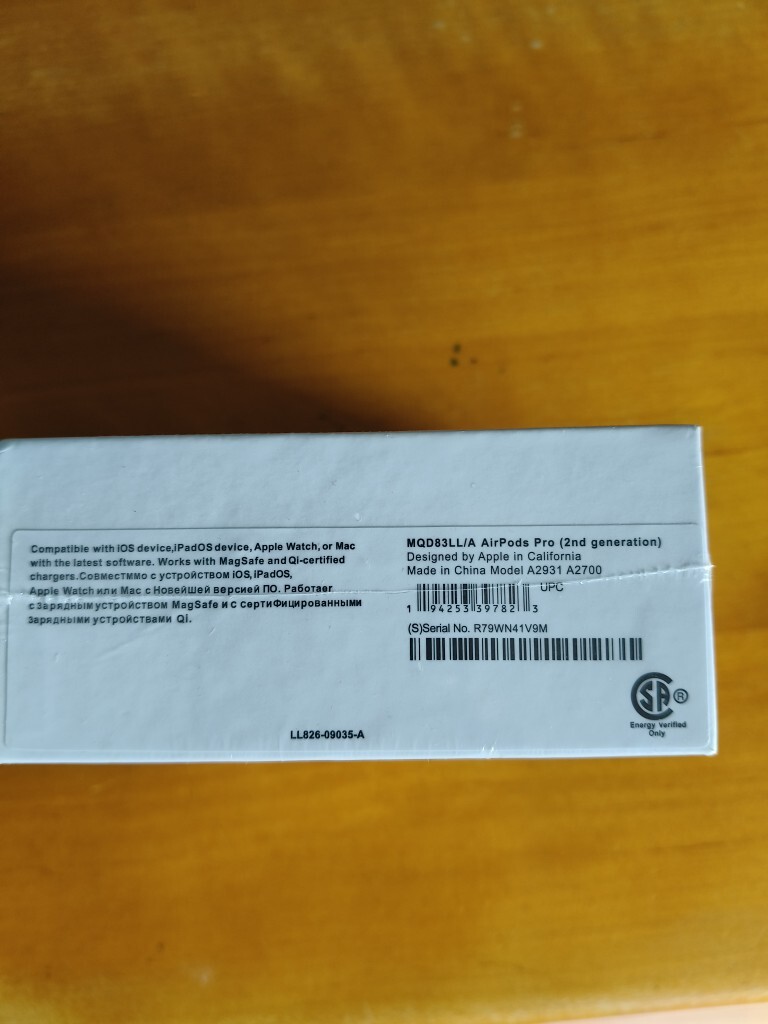 Compatible with iOS device,iPadOS device, Apple Watch, or Mac
with the latest software. Works with MagSafe and Qi-certified
chargers.Совместммо с устройством iOS, iPadOS,
Apple Watch или Mac с Новейшей версией ПО. Работает
с зарядным устройством MagSafe и с сертифицированными
зарядными устройствами Qi.
LL826-09035-A
MQD83LL/A AirPods Pro (2nd generation)
Designed by Apple in California
Made in China Model A2931 A2700
UPC
1 94253 39782 3
(S)Serial No. R79WN41V9M
SA ®
Energy Verified
Only